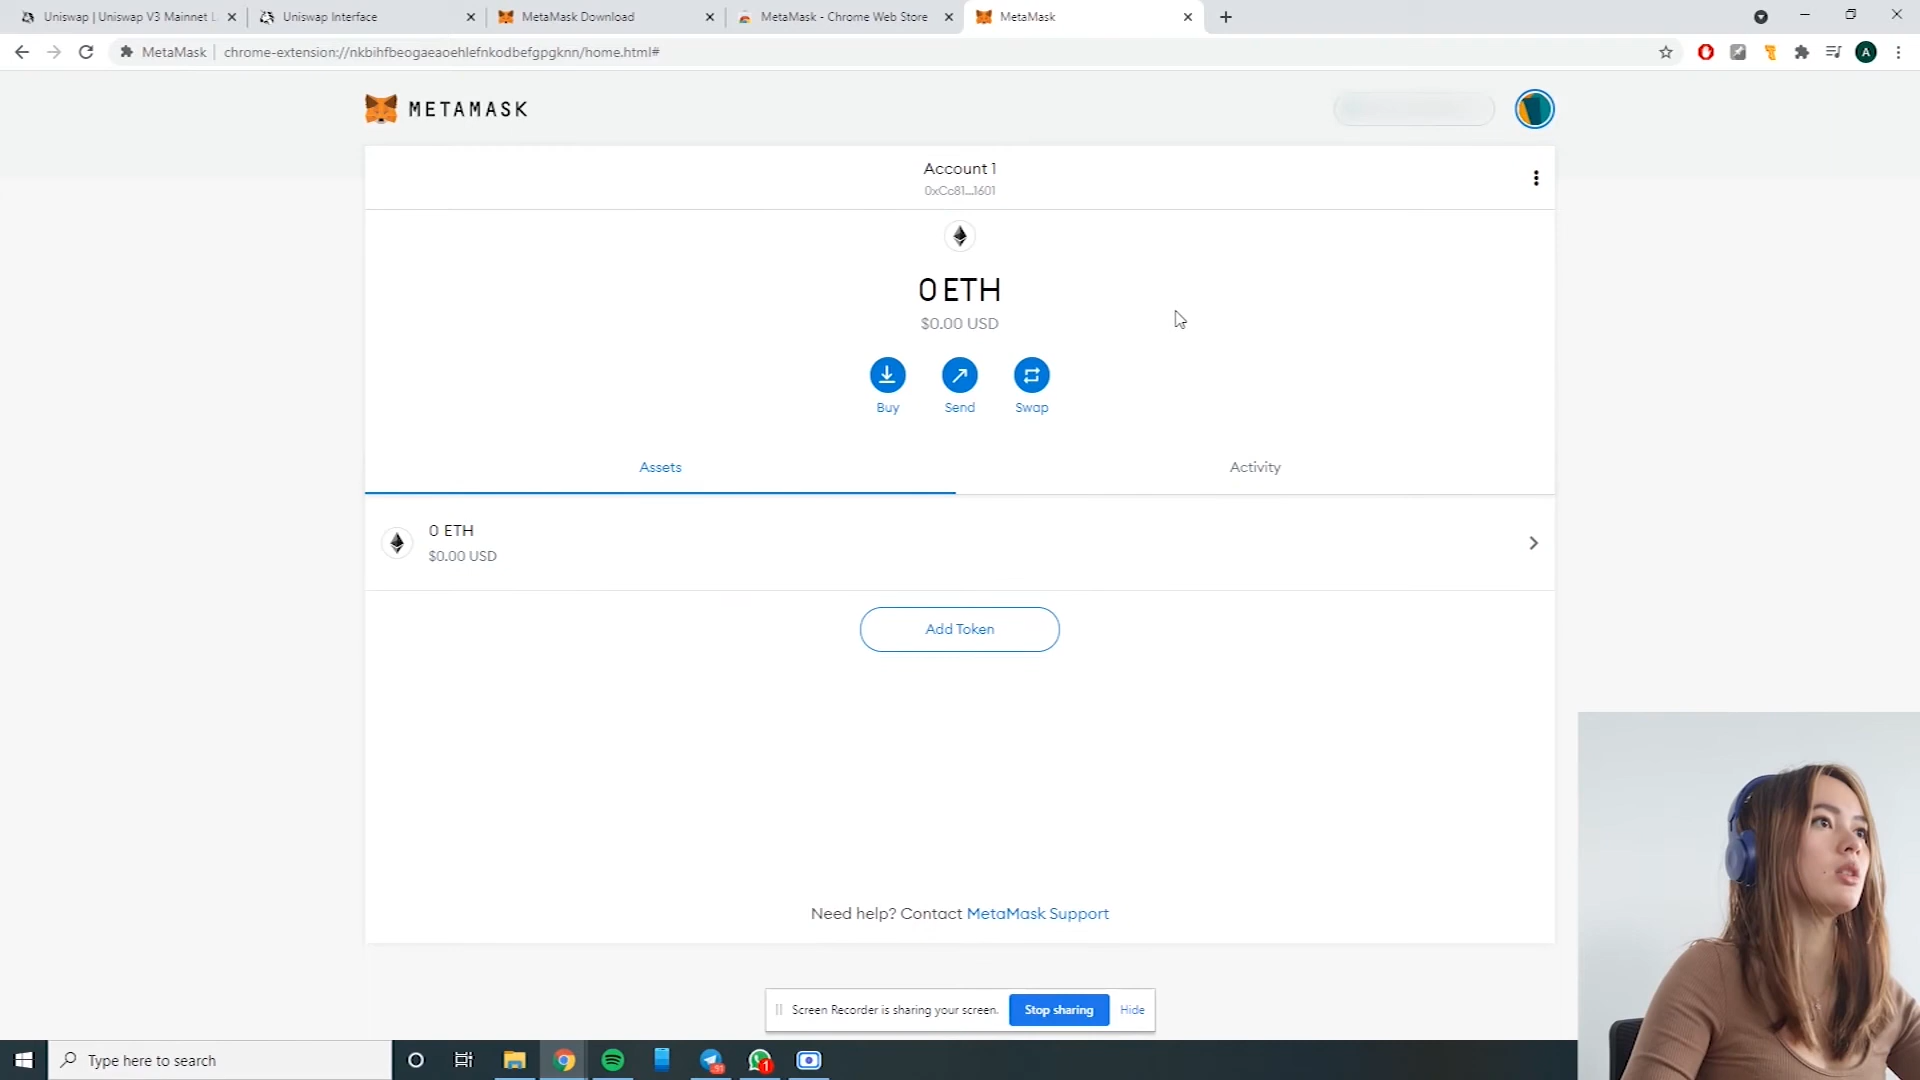 Uniswap | Uniswap V3 Mainnet L
Uniswap Interface
MetaMask Download
MetaMask - Chrome Web Store
MetaMask
MetaMask
chrome-extension://nkbihfbeogaeaoehlefnkodbefgpgknn/home.html#
A
METAMASK
Account 1
0xCc81...1601
0 ETH
$0.00 USD
Buy
Send
Swap
Assets
Activity
0 ETH
$0.00 USD
Add Token
Need help? Contact MetaMask Support
Screen Recorder is sharing your screen.
Stop sharing
Hide
Type here to search
1